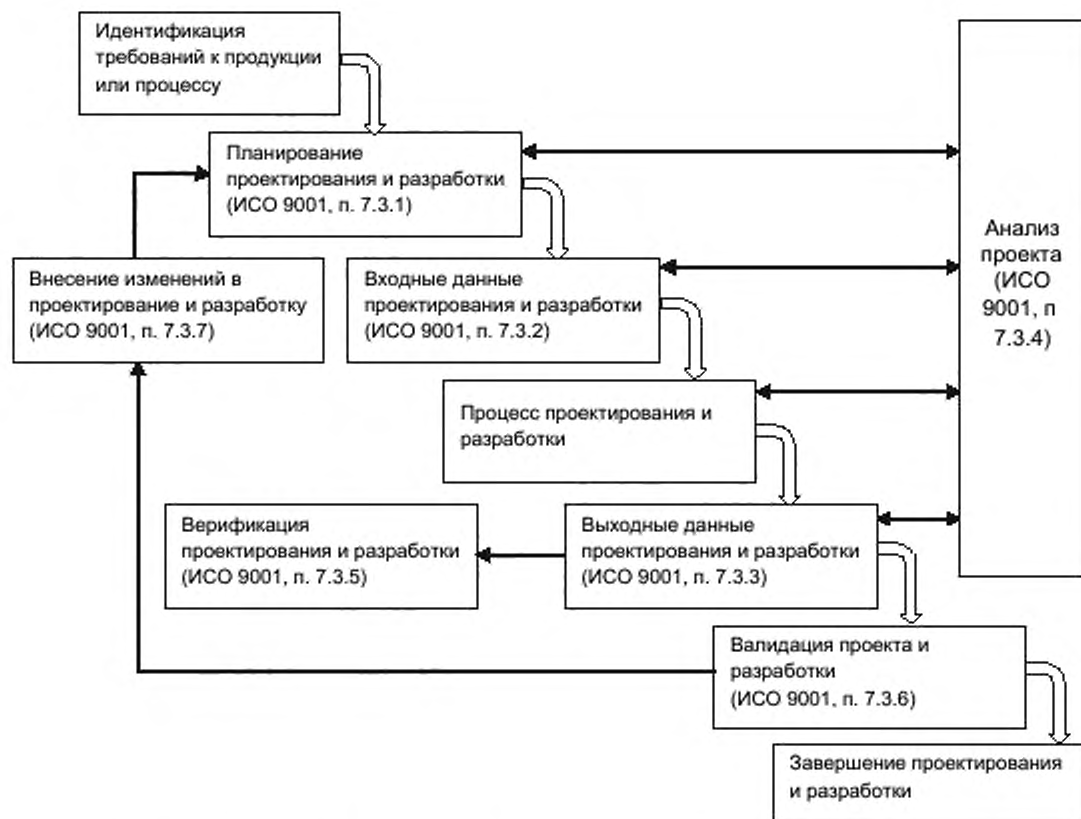 Идентификация
требований к продукции
или процессу
Планирование
проектирования и разработки
(ИСО 9001, п. 7.3.1)
Внесение изменений в
проектирование и разработку
(ИСО 9001, п. 7.3.7)
Входные данные
проектирования и разработки
(ИСО 9001, п. 7.3.2)
Анализ
проекта
(ИСО
9001, п
7.3.4)
Процесс проектирования и
разработки
Верификация
проектирования и разработки
(ИСО 9001, п. 7.3.5)
Выходные данные
проектирования и разработки
(ИСО 9001, п. 7.3.3)
Валидация проекта и
разработки
(ИСО 9001, п. 7.3.6)
Завершение проектирования
и разработки